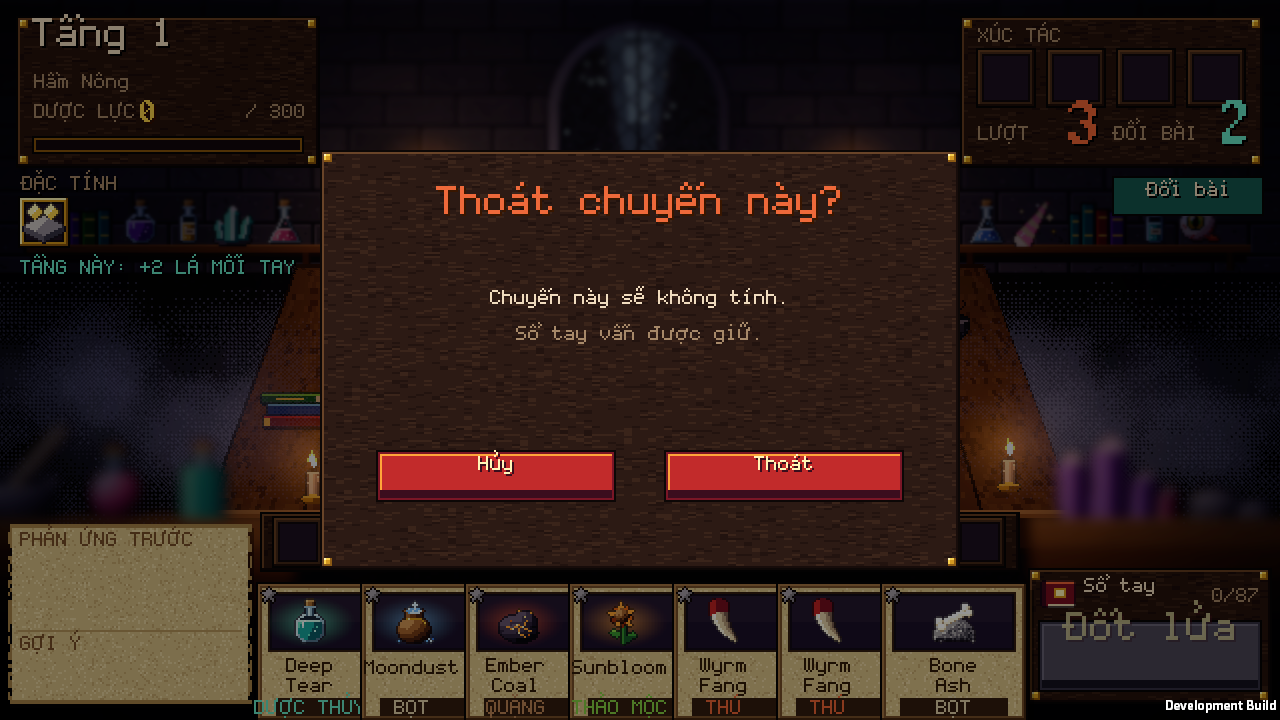 Tầng 1
Hầm Nông
DƯỢC LỰC 0 / 300
ĐẶC TÍNH
TẦNG NÀY: +2 LÁ MỖI TAY
XÚC TÁC
LƯỢT 3 ĐỔI BÀI 2
Đổi bài
Thoát chuyến này?
Chuyến này sẽ không tính.
Sổ tay vẫn được giữ.
Hủy
Thoát
PHẢN ỨNG TRƯỚC
GỢI Ý
Deep
Tear
DƯỢC THỦY
Moondust
BỘT
Ember
Coal
QUẶNG
Sunbloom
THẢO MỘC
Wyrm
Fang
THÚ
Wyrm
Fang
THÚ
Bone
Ash
BỘT
Sổ tay
0/87
Đốt lửa
Development Build